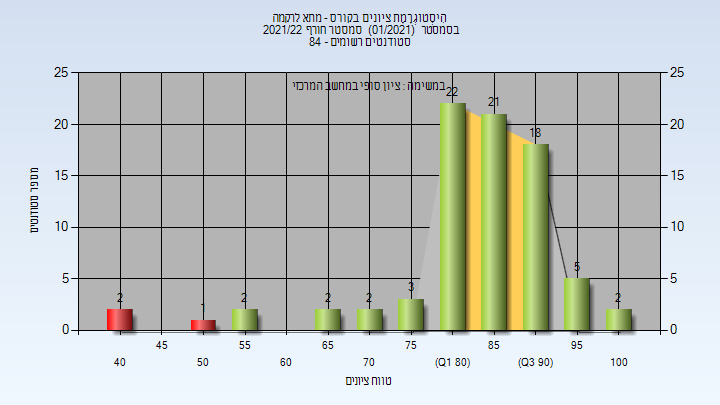 היסטוגרמת ציונים בקורס - מתא לרקמה
בסמסטר (01/2021) סמסטר חורף 2021/22
סטודנטים רשומים - 84
במשימה : ציון סופי במחשב המרכזי
25 25
20 20
15 15
10 10
5 5
0 0
מספר סטודנטים
2 1 2 2 2 3 22 21 18 5 2
45 55 65 75 85 95
40 50 60 70 (Q1 80) (Q3 90) 100
טווח ציונים